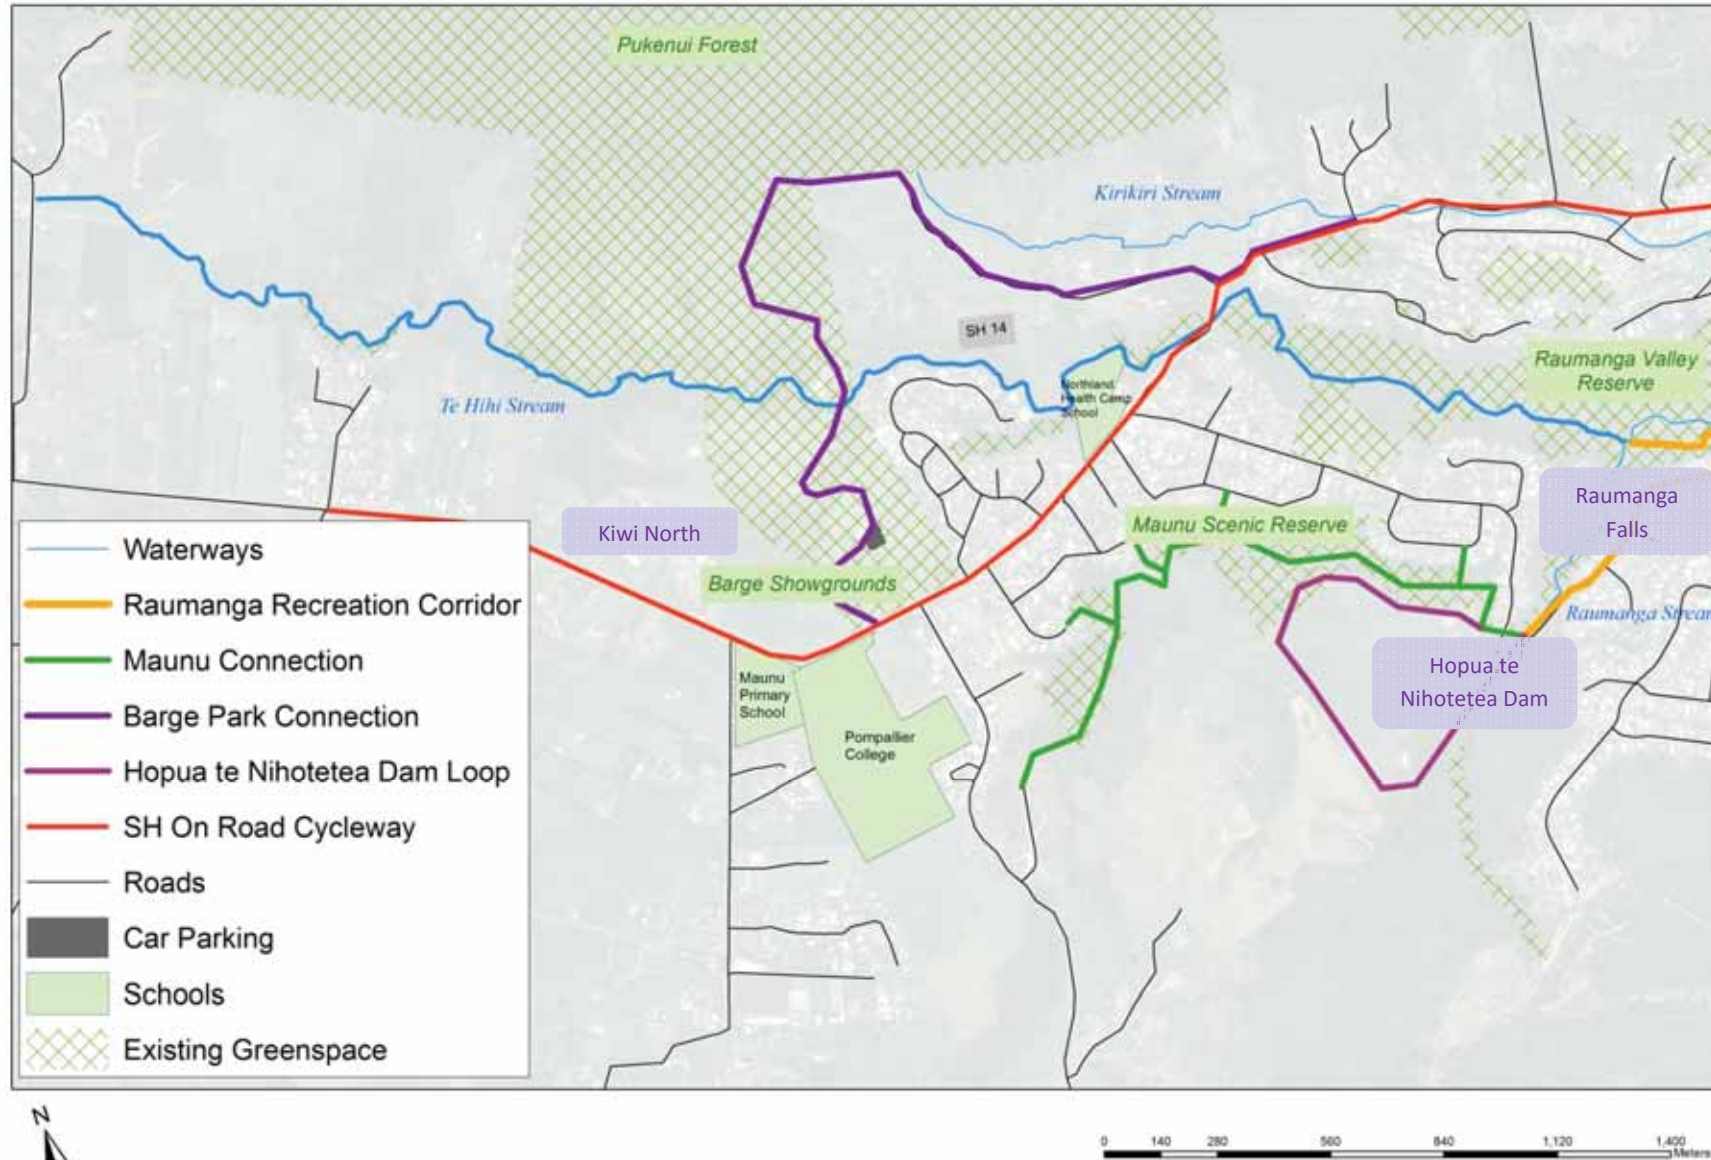 Pukenui Forest
Kirikiri Stream
SH 14
Raumanga Valley
Reserve
Te Hihi Stream
Northland
Health Camp
School
Raumanga
Falls
Maunu Scenic Reserve
Kiwi North
Barge Showgrounds
Raumanga Stream
Hopua te
Nihotetea Dam
Maunu
Primary
School
Pompallier
College
Waterways
Raumanga Recreation Corridor
Maunu Connection
Barge Park Connection
Hopua te Nihotetea Dam Loop
SH On Road Cycleway
Roads
Car Parking
Schools
Existing Greenspace
N
0 140 280 560 840 1,120 1,400
Meters